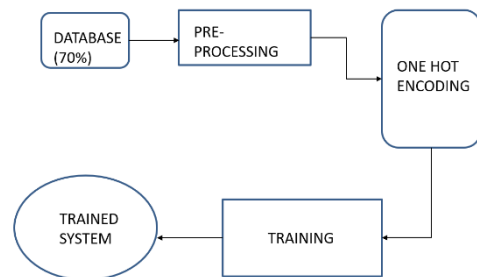 DATABASE
(70%)
PRE-
PROCESSING
ONE HOT
ENCODING
TRAINING
TRAINED
SYSTEM